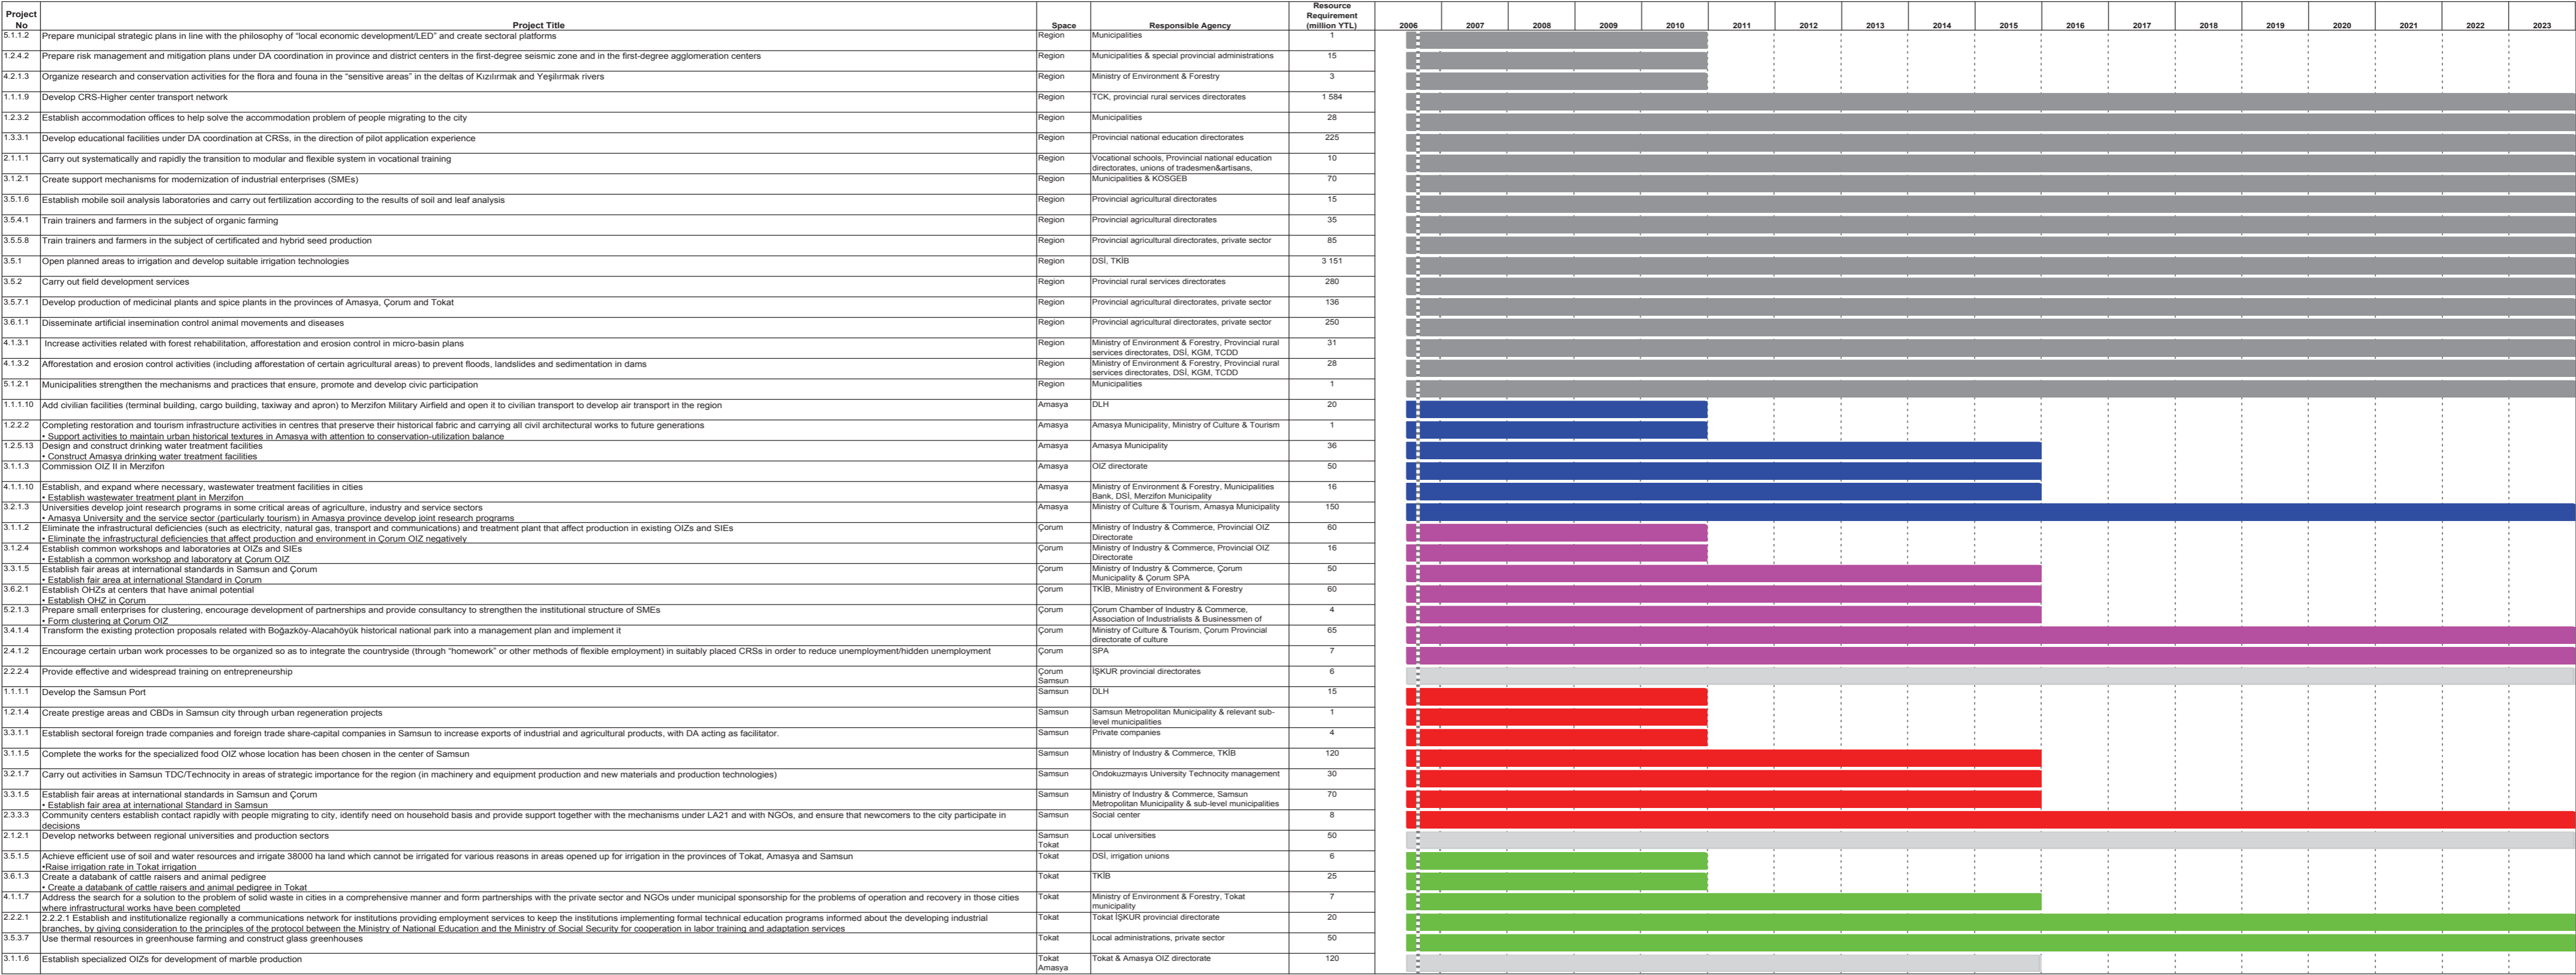 Project No Project Title Space Responsible Agency Resource Requirement (million YTL) 2006 2007 2008 2009 2010 2011 2012 2013 2014 2015 2016 2017 2018 2019 2020 2021 2022 2023
5.1.1.2 Prepare municipal strategic plans in line with the philosophy of “local economic development/LED” and create sectoral platforms Region Municipalities 1
1.2.4.2 Prepare risk management and mitigation plans under DA coordination in province and district centers in the first-degree seismic zone and in the first-degree agglomeration centers Region Municipalities & special provincial administrations 15
4.2.1.3 Organize research and conservation activities for the flora and founa in the “sensitive areas” in the deltas of Kızılırmak and Yeşilırmak rivers Region Ministry of Environment & Forestry 3
1.1.1.9 Develop CRS-Higher center transport network Region TCK, provincial rural services directorates 1 584
1.2.3.2 Establish accommodation offices to help solve the accommodation problem of people migrating to the city Region Municipalities 28
1.3.3.1 Develop educational facilities under DA coordination at CRSs, in the direction of pilot application experience Region Provincial national education directorates 225
2.1.1.1 Carry out systematically and rapidly the transition to modular and flexible system in vocational training Region Vocational schools, Provincial national education 10
directorates, unions of tradesmen&artisans,
3.1.2.1 Create support mechanisms for modernization of industrial enterprises (SMEs) Region Municipalities & KOSGEB 70
3.5.1.6 Establish mobile soil analysis laboratories and carry out fertilization according to the results of soil and leaf analysis Region Provincial agricultural directorates 15
3.5.4.1 Train trainers and farmers in the subject of organic farming Region Provincial agricultural directorates 35
3.5.5.8 Train trainers and farmers in the subject of certificated and hybrid seed production Region Provincial agricultural directorates, private sector 85
3.5.1 Open planned areas to irrigation and develop suitable irrigation technologies Region DSİ, TKİB 3 151
3.5.2 Carry out field development services Region Provincial rural services directorates 280
3.5.7.1 Develop production of medicinal plants and spice plants in the provinces of Amasya, Çorum and Tokat Region Provincial agricultural directorates, private sector 136
3.6.1.1 Disseminate artificial insemination control animal movements and diseases Region Provincial agricultural directorates, private sector 250
4.1.3.1 Increase activities related with forest rehabilitation, afforestation and erosion control in micro-basin plans Region Ministry of Environment & Forestry, Provincial rural 31
services directorates, DSİ, KGM, TCDD
4.1.3.2 Afforestation and erosion control activities (including afforestation of certain agricultural areas) to prevent floods, landslides and sedimentation in dams Region Ministry of Environment & Forestry, Provincial rural 28
services directorates, DSİ, KGM, TCDD
5.1.2.1 Municipalities strengthen the mechanisms and practices that ensure, promote and develop civic participation Region Municipalities 1
1.1.1.10 Add civilian facilities (terminal building, cargo building, taxiway and apron) to Merzifon Military Airfield and open it to civilian transport to develop air transport in the region Amasya DLH 20
1.2.2.2 Completing restoration and tourism infrastructure activities in centres that preserve their historical fabric and carrying all civil architectural works to future generations Amasya Amasya Municipality, Ministry of Culture & Tourism 1
• Support activities to maintain urban historical textures in Amasya with attention to conservation-utilization balance
1.2.5.13 Design and construct drinking water treatment facilities Amasya Amasya Municipality 36
• Construct Amasya drinking water treatment facilities
3.1.1.3 Commission OIZ II in Merzifon Amasya OIZ directorate 50
4.1.1.10 Establish, and expand where necessary, wastewater treatment facilities in cities Amasya Ministry of Environment & Forestry, Municipalities 16
• Establish wastewater treatment plant in Merzifon Bank, DSİ, Merzifon Municipality
3.2.1.3 Universities develop joint research programs in some critical areas of agriculture, industry and service sectors Amasya Ministry of Culture & Tourism, Amasya Municipality 150
• Amasya University and the service sector (particularly tourism) in Amasya province develop joint research programs
3.1.1.2 Eliminate the infrastructural deficiencies (such as electricity, natural gas, transport and communications) and treatment plant that affect production in existing OIZs and SIEs Çorum Ministry of Industry & Commerce, Provincial OIZ 60
• Eliminate the infrastructural deficiencies that affect production and environment in Çorum OIZ negatively Directorate
3.1.2.4 Establish common workshops and laboratories at OIZs and SIEs Çorum Ministry of Industry & Commerce, Provincial OIZ 16
• Establish a common workshop and laboratory at Çorum OIZ Directorate
3.3.1.5 Establish fair areas at international standards in Samsun and Çorum Çorum Ministry of Industry & Commerce, Çorum 50
• Establish fair area at international Standard in Çorum Municipality & Çorum SPA
3.6.2.1 Establish OHZs at centers that have animal potential Çorum TKİB, Ministry of Environment & Forestry 60
• Establish OHZ in Çorum
5.2.1.3 Prepare small enterprises for clustering, encourage development of partnerships and provide consultancy to strengthen the institutional structure of SMEs Çorum Çorum Chamber of Industry & Commerce, 4
• Form clustering at Çorum OIZ Association of Industrialists & Businessmen of
3.4.1.4 Transform the existing protection proposals related with Boğazköy-Alacahöyük historical national park into a management plan and implement it Çorum Ministry of Culture & Tourism, Çorum Provincial 65
directorate of culture
2.4.1.2 Encourage certain urban work processes to be organized so as to integrate the countryside (through “homework” or other methods of flexible employment) in suitably placed CRSs in order to reduce unemployment/hidden unemployment Çorum SPA 7
2.2.2.4 Provide effective and widespread training on entrepreneurship Çorum İŞKUR provincial directorates 6
Samsun
1.1.1.1 Develop the Samsun Port Samsun DLH 15
1.2.1.4 Create prestige areas and CBDs in Samsun city through urban regeneration projects Samsun Samsun Metropolitan Municipality & relevant sub- 1
level municipalities
3.3.1.1 Establish sectoral foreign trade companies and foreign trade share-capital companies in Samsun to increase exports of industrial and agricultural products, with DA acting as facilitator. Samsun Private companies 4
3.1.1.5 Complete the works for the specialized food OIZ whose location has been chosen in the center of Samsun Samsun Ministry of Industry & Commerce, TKİB 120
3.2.1.7 Carry out activities in Samsun TDC/Technocity in areas of strategic importance for the region (in machinery and equipment production and new materials and production technologies) Samsun Ondokuzmayıs University Technocity management 30
3.3.1.5 Establish fair areas at international standards in Samsun and Çorum Samsun Ministry of Industry & Commerce, Samsun 70
• Establish fair area at international Standard in Samsun Metropolitan Municipality & sub-level municipalities
2.3.3.3 Community centers establish contact rapidly with people migrating to city, identify need on household basis and provide support together with the mechanisms under LA21 and with NGOs, and ensure that newcomers to the city participate in Samsun Social center 8
decisions
2.1.2.1 Develop networks between regional universities and production sectors Samsun Local universities 50
Tokat
3.5.1.5 Achieve efficient use of soil and water resources and irrigate 38000 ha land which cannot be irrigated for various reasons in areas opened up for irrigation in the provinces of Tokat, Amasya and Samsun Tokat DSİ, irrigation unions 6
•Raise irrigation rate in Tokat irrigation
3.6.1.3 Create a databank of cattle raisers and animal pedigree Tokat TKİB 25
• Create a databank of cattle raisers and animal pedigree in Tokat
4.1.1.7 Address the search for a solution to the problem of solid waste in cities in a comprehensive manner and form partnerships with the private sector and NGOs under municipal sponsorship for the problems of operation and recovery in those cities Tokat Ministry of Environment & Forestry, Tokat 7
where infrastructural works have been completed municipality
2.2.2.1 2.2.2.1 Establish and institutionalize regionally a communications network for institutions providing employment services to keep the institutions implementing formal technical education programs informed about the developing industrial Tokat Tokat İŞKUR provincial directorate 20
branches, by giving consideration to the principles of the protocol between the Ministry of National Education and the Ministry of Social Security for cooperation in labor training and adaptation services
3.5.3.7 Use thermal resources in greenhouse farming and construct glass greenhouses Tokat Local administrations, private sector 50
3.1.1.6 Establish specialized OIZs for development of marble production Tokat Tokat & Amasya OIZ directorate 120
Amasya